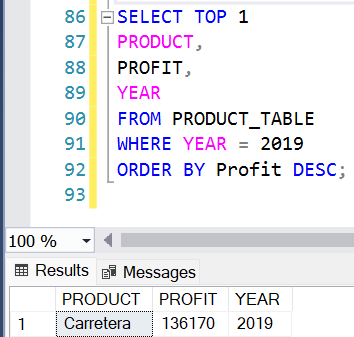 86 SELECT TOP 1
87 PRODUCT,
88 PROFIT,
89 YEAR
90 FROM PRODUCT_TABLE
91 WHERE YEAR = 2019
92 ORDER BY Profit DESC;
93
100 %
Results Messages
PRODUCT PROFIT YEAR
1 Carretera 136170 2019